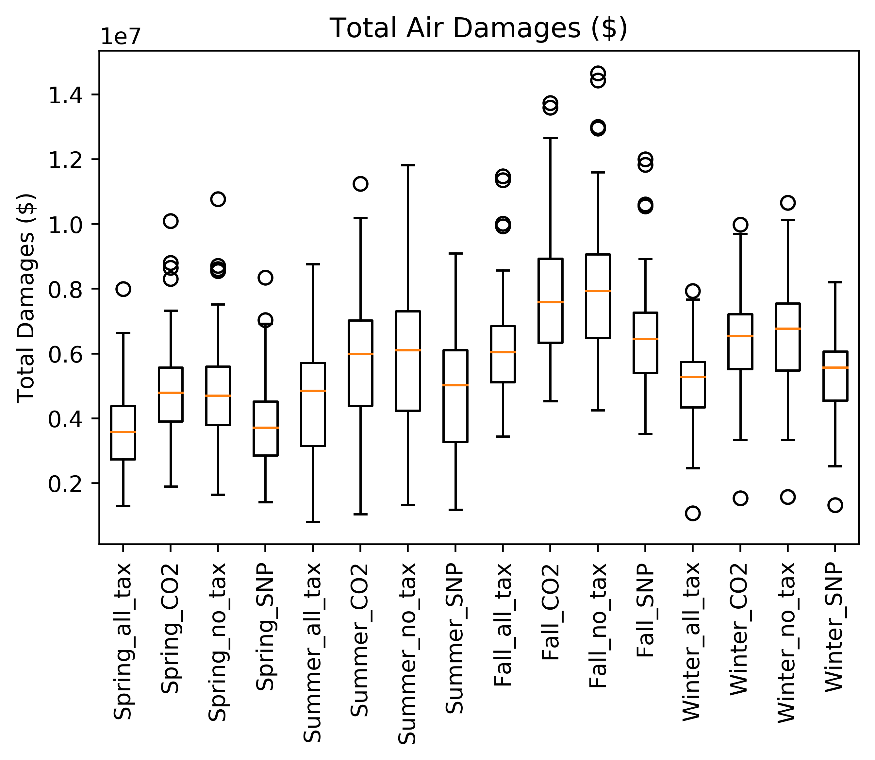 Total Air Damages ($)
1e7
Total Damages ($)
1.4
1.2
1.0
0.8
0.6
0.4
0.2
Spring_all_tax
Spring_CO2
Spring_no_tax
Spring_SNP
Summer_all_tax
Summer_CO2
Summer_no_tax
Summer_SNP
Fall_all_tax
Fall_CO2
Fall_no_tax
Fall_SNP
Winter_all_tax
Winter_CO2
Winter_no_tax
Winter_SNP